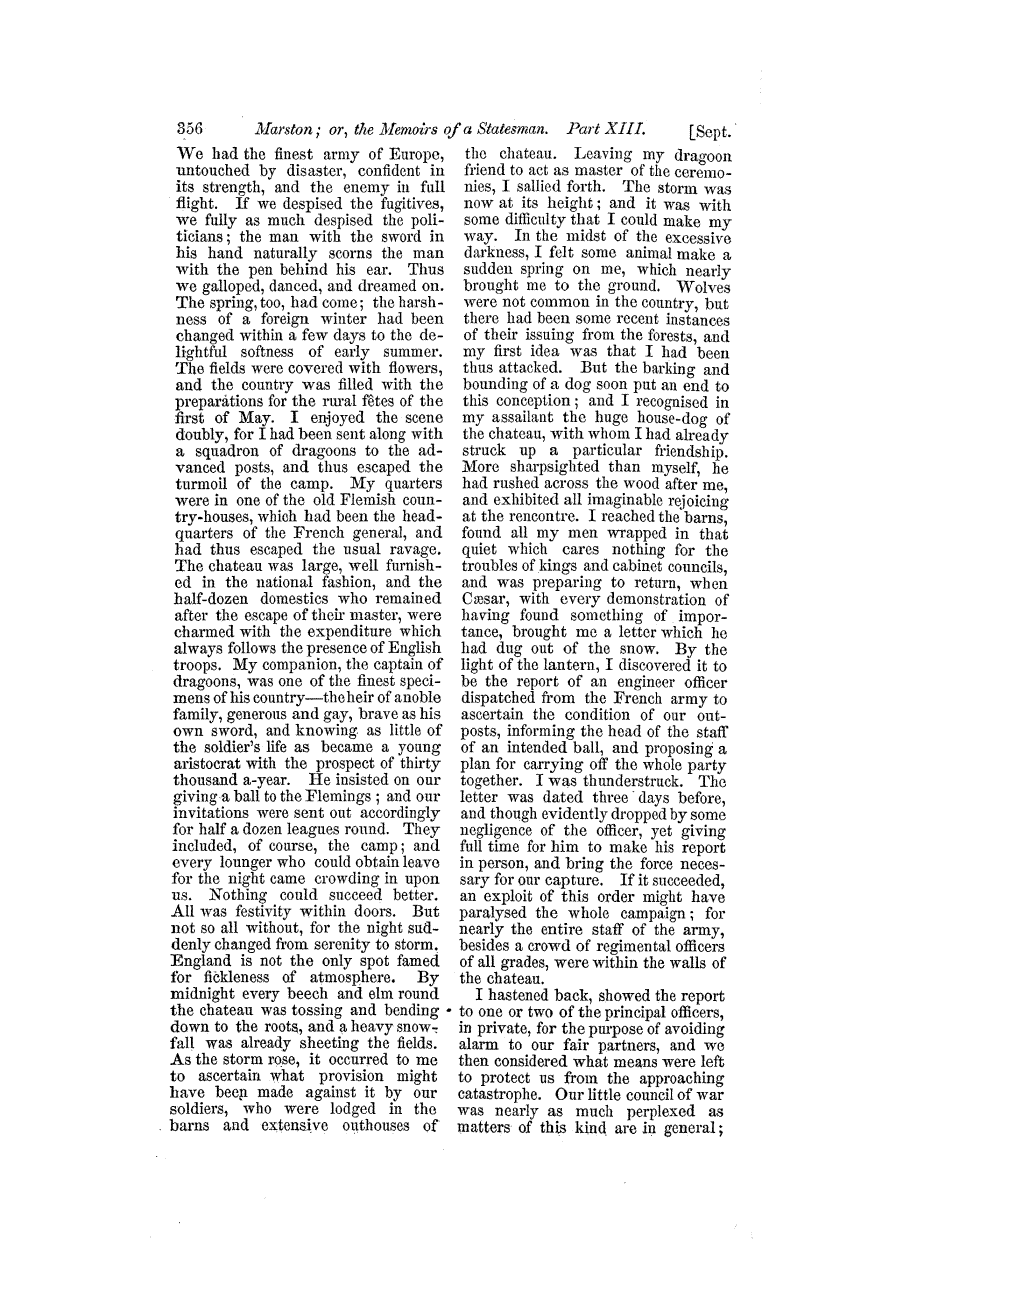 356 Marston; or, the Memoirs of a Statesman. Part XIII. [Sept.
We had the finest army of Europe,
untouched by disaster, confident in
its strength, and the enemy in full
flight. If we despised the fugitives,
we fully as much despised the poli-
ticians; the man with the sword in
his hand naturally scorns the man
with the pen behind his ear. Thus
we galloped, danced, and dreamed on.
The spring, too, had come; the harsh-
ness of a foreign winter had been
changed within a few days to the de-
lightful softness of early summer.
The fields were covered with flowers,
and the country was filled with the
preparations for the rural fêtes of the
first of May. I enjoyed the scene
doubly, for I had been sent along with
a squadron of dragoons to the ad-
vanced posts, and thus escaped the
turmoil of the camp. My quarters
were in one of the old Flemish coun-
try-houses, which had been the head-
quarters of the French general, and
had thus escaped the usual ravage.
The chateau was large, well furnish-
ed in the national fashion, and the
half-dozen domestics who remained
after the escape of their master, were
charmed with the expenditure which
always follows the presence of English
troops. My companion, the captain of
dragoons, was one of the finest speci-
mens of his country—the heir of a noble
family, generous and gay, brave as his
own sword, and knowing as little of
the soldier's life as became a young
aristocrat with the prospect of thirty
thousand a-year. He insisted on our
giving a ball to the Flemings; and our
invitations were sent out accordingly
for half a dozen leagues round. They
included, of course, the camp; and
every lounger who could obtain leave
for the night came crowding in upon
us. Nothing could succeed better.
All was festivity within doors. But
not so all without, for the night sud-
denly changed from serenity to storm.
England is not the only spot famed
for fickleness of atmosphere. By
midnight every beech and elm round
the chateau was tossing and bending
down to the roots, and a heavy snow-
fall was already sheeting the fields.
As the storm rose, it occurred to me
to ascertain what provision might
have been made against it by our
soldiers, who were lodged in the
barns and extensive outhouses of
the chateau. Leaving my dragoon
friend to act as master of the ceremo-
nies, I sallied forth. The storm was
now at its height; and it was with
some difficulty that I could make my
way. In the midst of the excessive
darkness, I felt some animal make a
sudden spring on me, which nearly
brought me to the ground. Wolves
were not common in the country, but
there had been some recent instances
of their issuing from the forests, and
my first idea was that I had been
thus attacked. But the barking and
bounding of a dog soon put an end to
this conception; and I recognised in
my assailant the huge house-dog of
the chateau, with whom I had already
struck up a particular friendship.
More sharpsighted than myself, he
had rushed across the wood after me,
and exhibited all imaginable rejoicing
at the rencontre. I reached the barns,
found all my men wrapped in that
quiet which cares nothing for the
troubles of kings and cabinet councils,
and was preparing to return, when
Cæsar, with every demonstration of
having found something of impor-
tance, brought me a letter which he
had dug out of the snow. By the
light of the lantern, I discovered it to
be the report of an engineer officer
dispatched from the French army to
ascertain the condition of our out-
posts, informing the head of the staff
of an intended ball, and proposing a
plan for carrying off the whole party
together. I was thunderstruck. The
letter was dated three days before,
and though evidently dropped by some
negligence of the officer, yet giving
full time for him to make his report
in person, and bring the force neces-
sary for our capture. If it succeeded,
an exploit of this order might have
paralysed the whole campaign; for
nearly the entire staff of the army,
besides a crowd of regimental officers
of all grades, were within the walls of
the chateau.
I hastened back, showed the report
to one or two of the principal officers,
in private, for the purpose of avoiding
alarm to our fair partners, and we
then considered what means were left
to protect us from the approaching
catastrophe. Our little council of war
was nearly as much perplexed as
matters of this kind are in general;